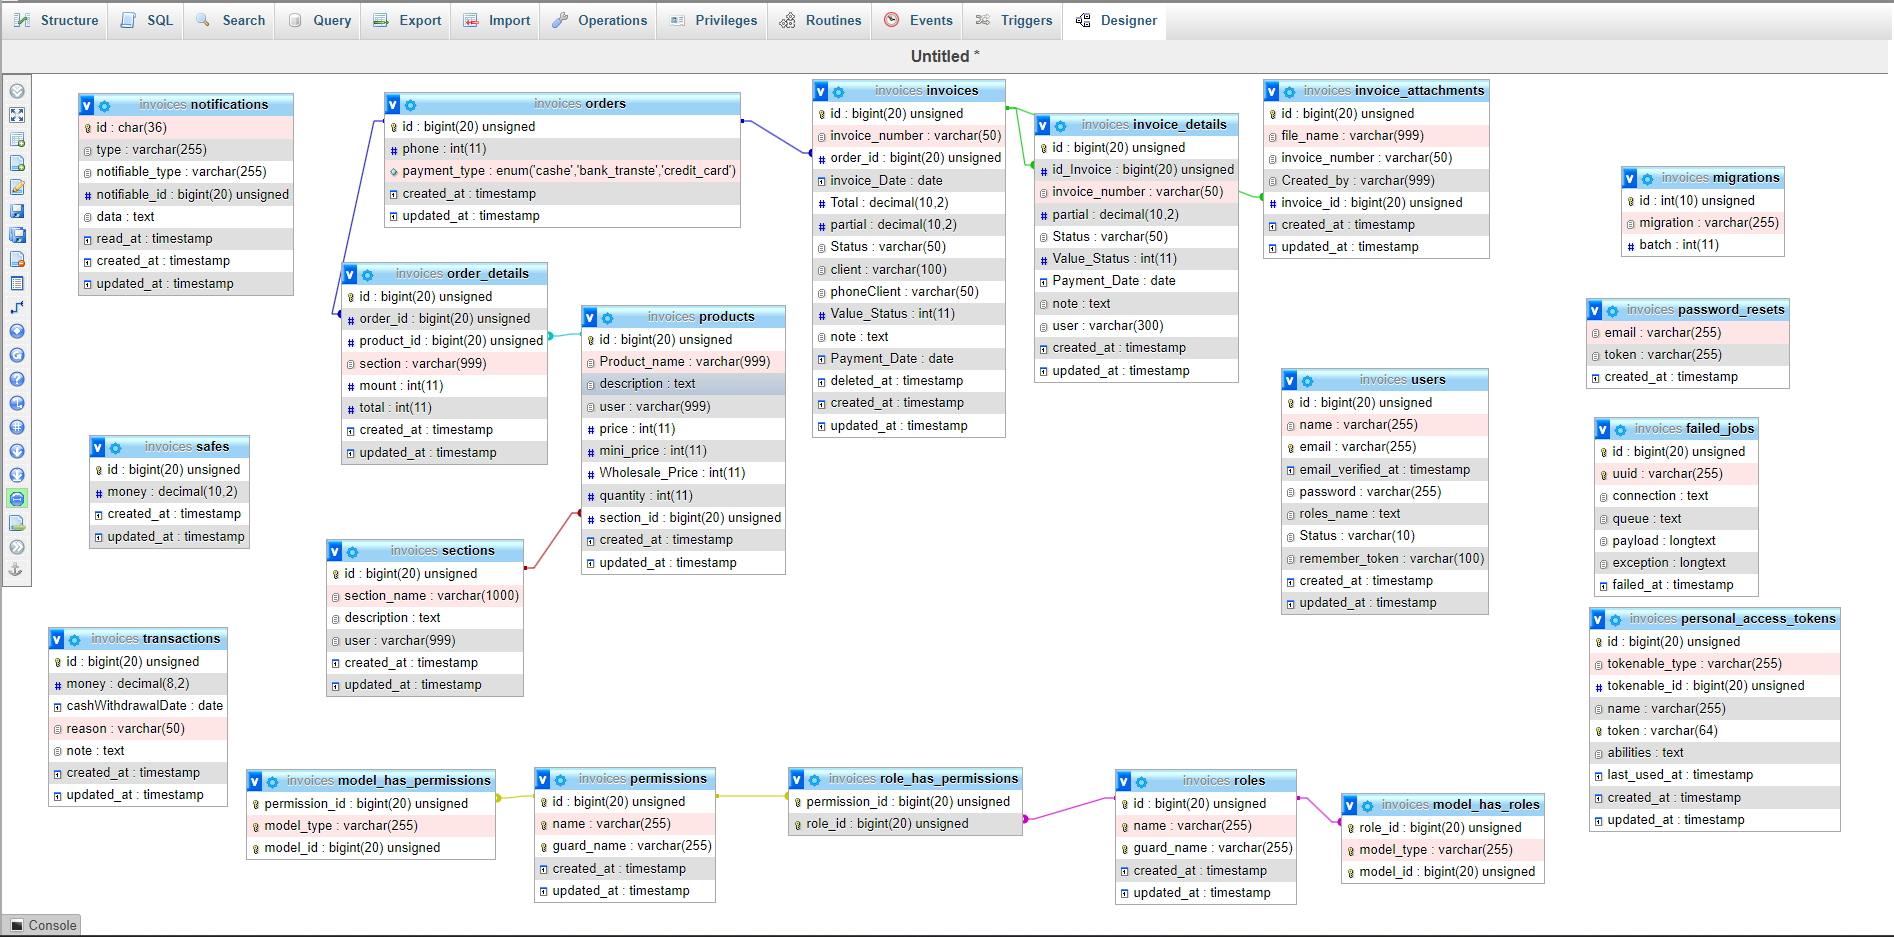 Structure SQL Search Query Export Import Operations Privileges Routines Events Triggers Designer
Untitled *
v invoices notifications
id : char(36)
type : varchar(255)
notifiable_type : varchar(255)
# notifiable_id : bigint(20) unsigned
data : text
read_at : timestamp
created_at : timestamp
updated_at : timestamp
v invoices orders
id : bigint(20) unsigned
# phone : int(11)
payment_type : enum('cashe','bank_transte','credit_card')
created_at : timestamp
updated_at : timestamp
v invoices order_details
id : bigint(20) unsigned
# order_id : bigint(20) unsigned
# product_id : bigint(20) unsigned
section : varchar(999)
# mount : int(11)
# total : int(11)
created_at : timestamp
updated_at : timestamp
v invoices products
id : bigint(20) unsigned
Product_name : varchar(999)
description : text
user : varchar(999)
# price : int(11)
# mini_price : int(11)
# Wholesale_Price : int(11)
# quantity : int(11)
# section_id : bigint(20) unsigned
created_at : timestamp
updated_at : timestamp
v invoices invoices
id : bigint(20) unsigned
invoice_number : varchar(50)
# order_id : bigint(20) unsigned
invoice_Date : date
# Total : decimal(10,2)
# partial : decimal(10,2)
Status : varchar(50)
client : varchar(100)
phoneClient : varchar(50)
# Value_Status : int(11)
note : text
Payment_Date : date
deleted_at : timestamp
created_at : timestamp
updated_at : timestamp
v invoices invoice_details
id : bigint(20) unsigned
# id_Invoice : bigint(20) unsigned
invoice_number : varchar(50)
# partial : decimal(10,2)
Status : varchar(50)
# Value_Status : int(11)
Payment_Date : date
note : text
user : varchar(300)
created_at : timestamp
updated_at : timestamp
v invoices invoice_attachments
id : bigint(20) unsigned
file_name : varchar(999)
invoice_number : varchar(50)
Created_by : varchar(999)
# invoice_id : bigint(20) unsigned
created_at : timestamp
updated_at : timestamp
v invoices migrations
id : int(10) unsigned
migration : varchar(255)
# batch : int(11)
v invoices password_resets
email : varchar(255)
token : varchar(255)
created_at : timestamp
v invoices users
id : bigint(20) unsigned
name : varchar(255)
email : varchar(255)
email_verified_at : timestamp
password : varchar(255)
roles_name : text
Status : varchar(10)
remember_token : varchar(100)
created_at : timestamp
updated_at : timestamp
v invoices failed_jobs
id : bigint(20) unsigned
uuid : varchar(255)
connection : text
queue : text
payload : longtext
exception : longtext
failed_at : timestamp
v invoices safes
id : bigint(20) unsigned
# money : decimal(10,2)
created_at : timestamp
updated_at : timestamp
v invoices sections
id : bigint(20) unsigned
section_name : varchar(1000)
description : text
user : varchar(999)
created_at : timestamp
updated_at : timestamp
v invoices transactions
id : bigint(20) unsigned
# money : decimal(8,2)
cashWithdrawalDate : date
reason : varchar(50)
note : text
created_at : timestamp
updated_at : timestamp
v invoices personal_access_tokens
id : bigint(20) unsigned
tokenable_type : varchar(255)
# tokenable_id : bigint(20) unsigned
name : varchar(255)
token : varchar(64)
abilities : text
last_used_at : timestamp
created_at : timestamp
updated_at : timestamp
v invoices model_has_permissions
permission_id : bigint(20) unsigned
model_type : varchar(255)
model_id : bigint(20) unsigned
v invoices permissions
id : bigint(20) unsigned
name : varchar(255)
guard_name : varchar(255)
created_at : timestamp
updated_at : timestamp
v invoices role_has_permissions
permission_id : bigint(20) unsigned
role_id : bigint(20) unsigned
v invoices roles
id : bigint(20) unsigned
name : varchar(255)
guard_name : varchar(255)
created_at : timestamp
updated_at : timestamp
v invoices model_has_roles
role_id : bigint(20) unsigned
model_type : varchar(255)
model_id : bigint(20) unsigned
Console